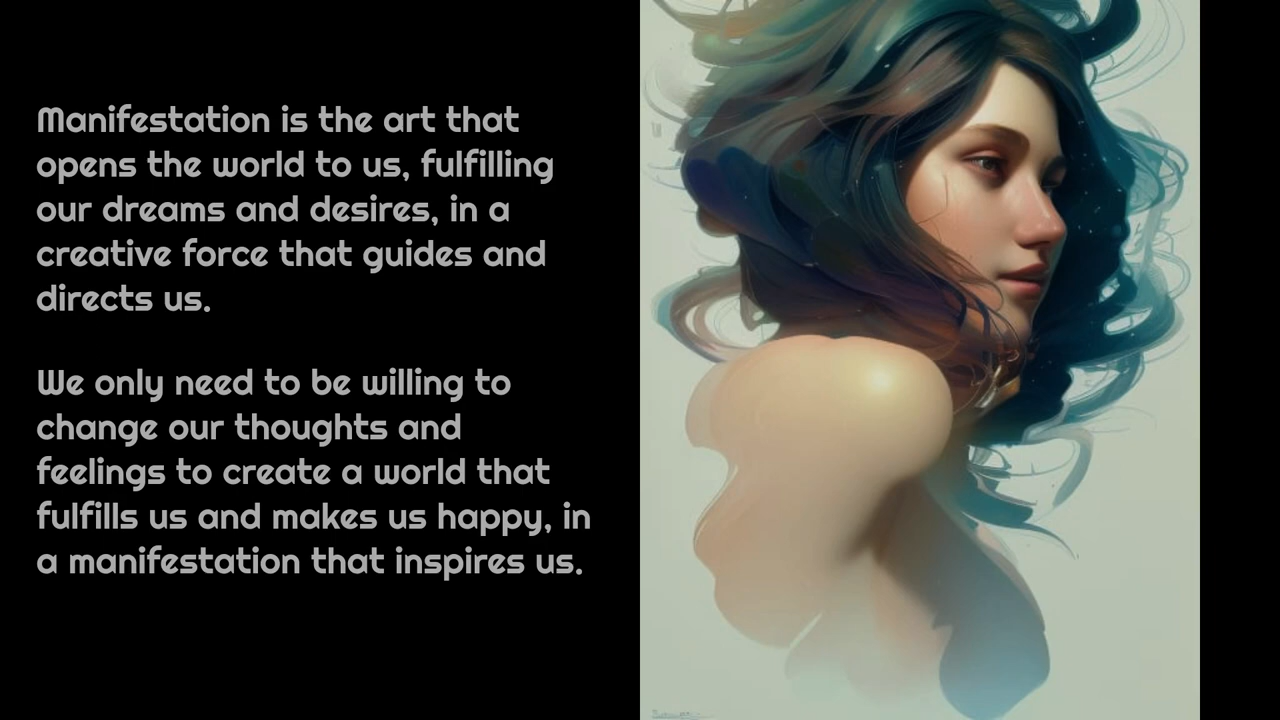 Manifestation is the art that
opens the world to us, fulfilling
our dreams and desires, in a
creative force that guides and
directs us.
We only need to be willing to
change our thoughts and
feelings to create a world that
fulfills us and makes us happy, in
a manifestation that inspires us.